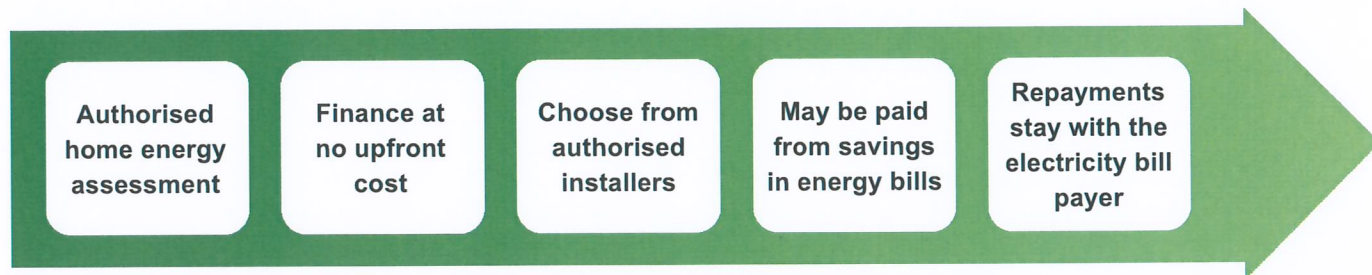 Authorised
home energy
assessment
Finance at
no upfront
cost
Choose from
authorised
installers
May be paid
from savings
in energy bills
Repayments
stay with the
electricity bill
payer